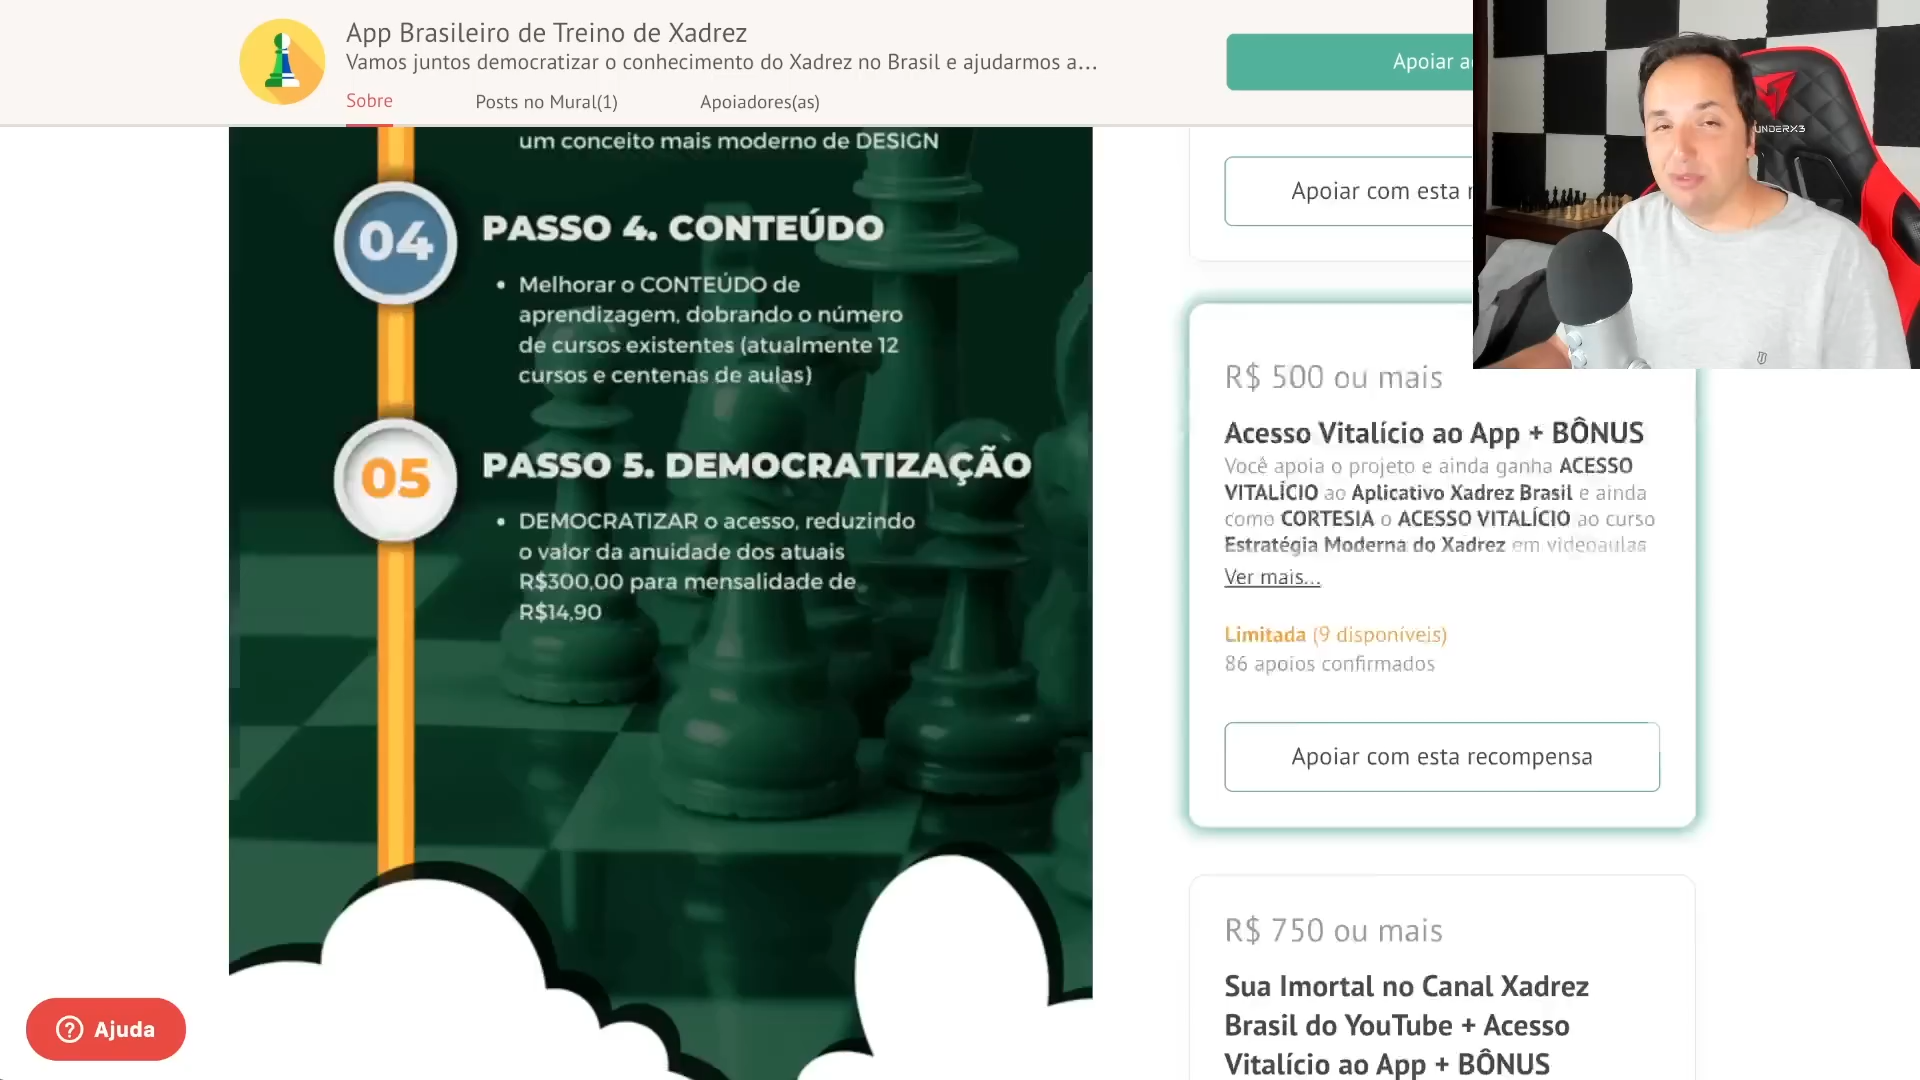 App Brasileiro de Treino de Xadrez
Vamos juntos democratizar o conhecimento do Xadrez no Brasil e ajudarmos a...
Sobre
Posts no Mural(1)
Apoiadores(as)
Apoiar
UNDERX3
um conceito mais moderno de DESIGN
04
PASSO 4. CONTEÚDO
• Melhorar o CONTEÚDO de
aprendizagem, dobrando o número
de cursos existentes (atualmente 12
cursos e centenas de aulas)
05
PASSO 5. DEMOCRATIZAÇÃO
• DEMOCRATIZAR o acesso, reduzindo
o valor da anuidade dos atuais
R$300,00 para mensalidade de
R$14,90
Apoiar com esta
R$ 500 ou mais
Acesso Vitalício ao App + BÔNUS
Você apoia o projeto e ainda ganha ACESSO
VITALÍCIO ao Aplicativo Xadrez Brasil e ainda
como CORTESIA o ACESSO VITALÍCIO ao curso
Estratégia Moderna do Xadrez em videoaulas
Ver mais...
Limitada (9 disponíveis)
86 apoios confirmados
Apoiar com esta recompensa
R$ 750 ou mais
Sua Imortal no Canal Xadrez
Brasil do YouTube + Acesso
Vitalício ao App + BÔNUS
? Ajuda